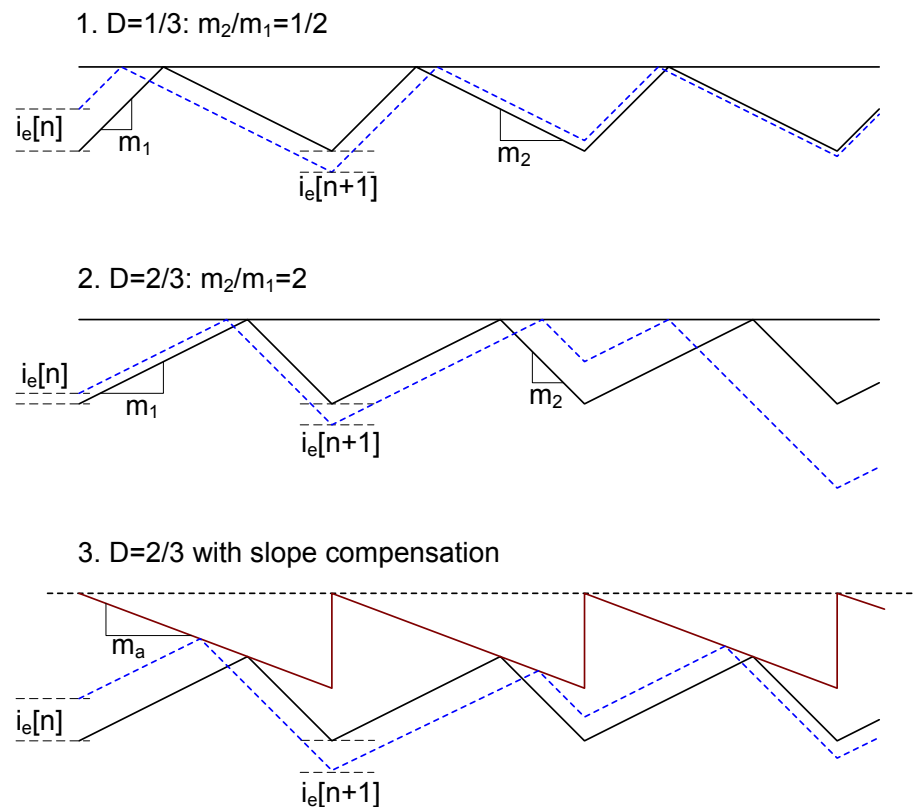 1. D=1/3: m₂/m₁=1/2
iₑ[n]
m₁
m₂
iₑ[n+1]
2. D=2/3: m₂/m₁=2
iₑ[n]
m₁
m₂
iₑ[n+1]
3. D=2/3 with slope compensation
mₐ
iₑ[n]
iₑ[n+1]